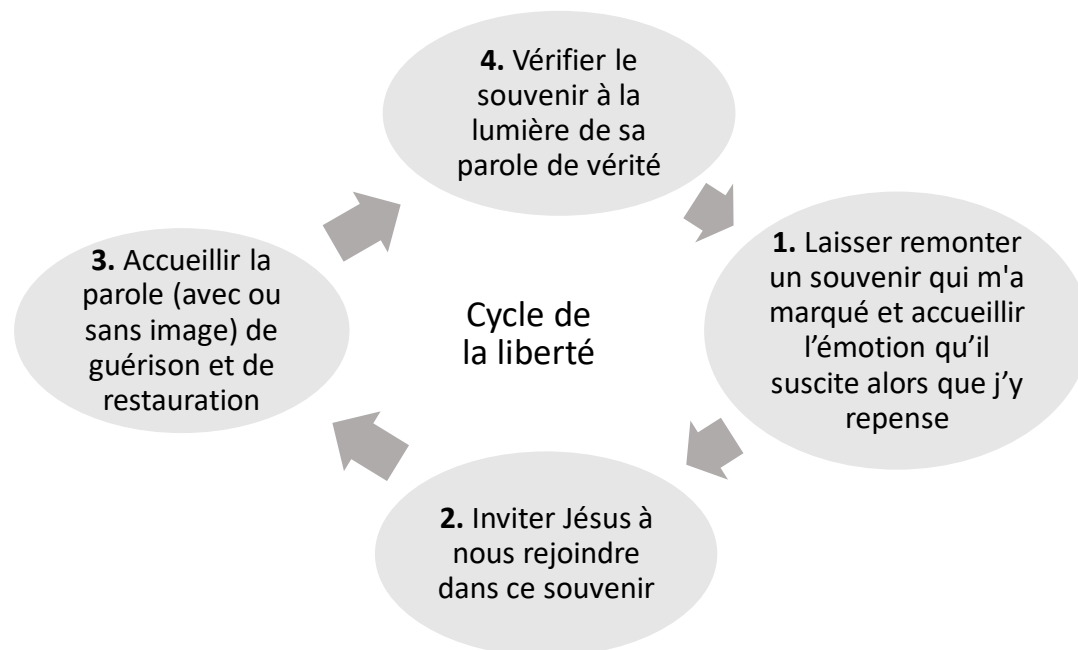 4. Vérifier le
souvenir à la
lumière de sa
parole de vérité
1. Laisser remonter
un souvenir qui m'a
marqué et accueillir
l’émotion qu’il
suscite alors que j’y
repense
2. Inviter Jésus à
nous rejoindre
dans ce souvenir
3. Accueillir la
parole (avec ou
sans image) de
guérison et de
restauration
Cycle de
la liberté